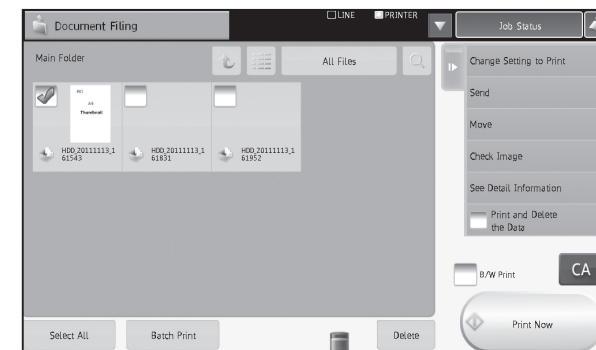 Document Filing
LINE
PRINTER
Job Status
Main Folder
All Files
Change Setting to Print
Send
Move
Check Image
See Detail Information
Print and Delete
the Data
A4
Thumbnail
HDD_20111113_1
61543
HDD_20111113_1
61831
HDD_20111113_1
61952
B/W Print
CA
Print Now
Select All
Batch Print
Delete